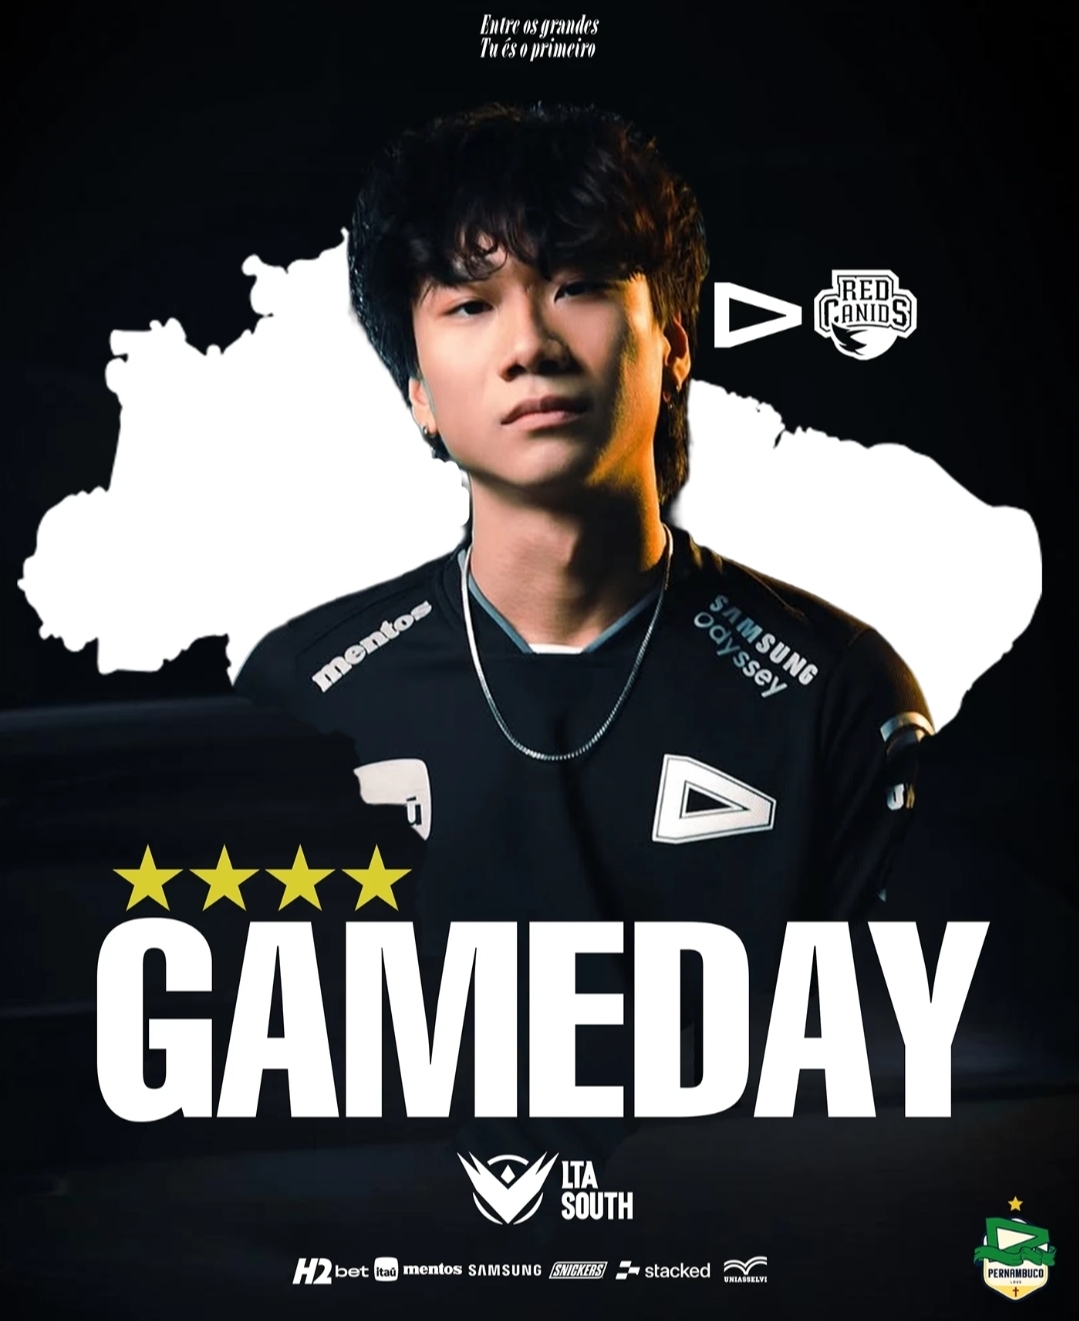 Entre os grandes
Tu és o primeiro
RED
CANIDS
mentos
SAMSUNG
Odyssey
GAMEDAY
LTA
SOUTH
H2bet itaú mentos SAMSUNG SNICKERS stacked UNIASSELVI
PERNAMBUCO